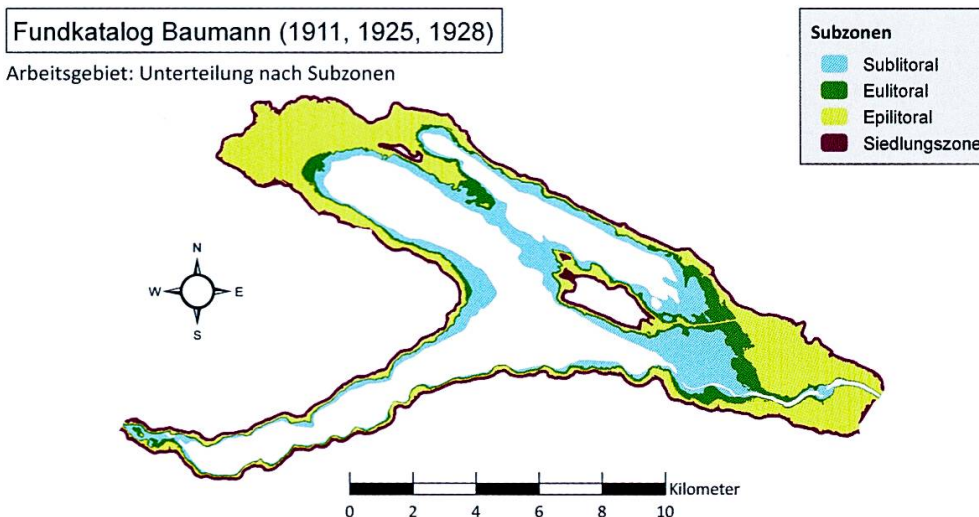 Fundkatalog Baumann (1911, 1925, 1928)
Arbeitsgebiet: Unterteilung nach Subzonen
Subzonen
Sublitoral
Eulitoral
Epilitoral
Siedlungszone
N
W E
S
Kilometer
0 2 4 6 8 10